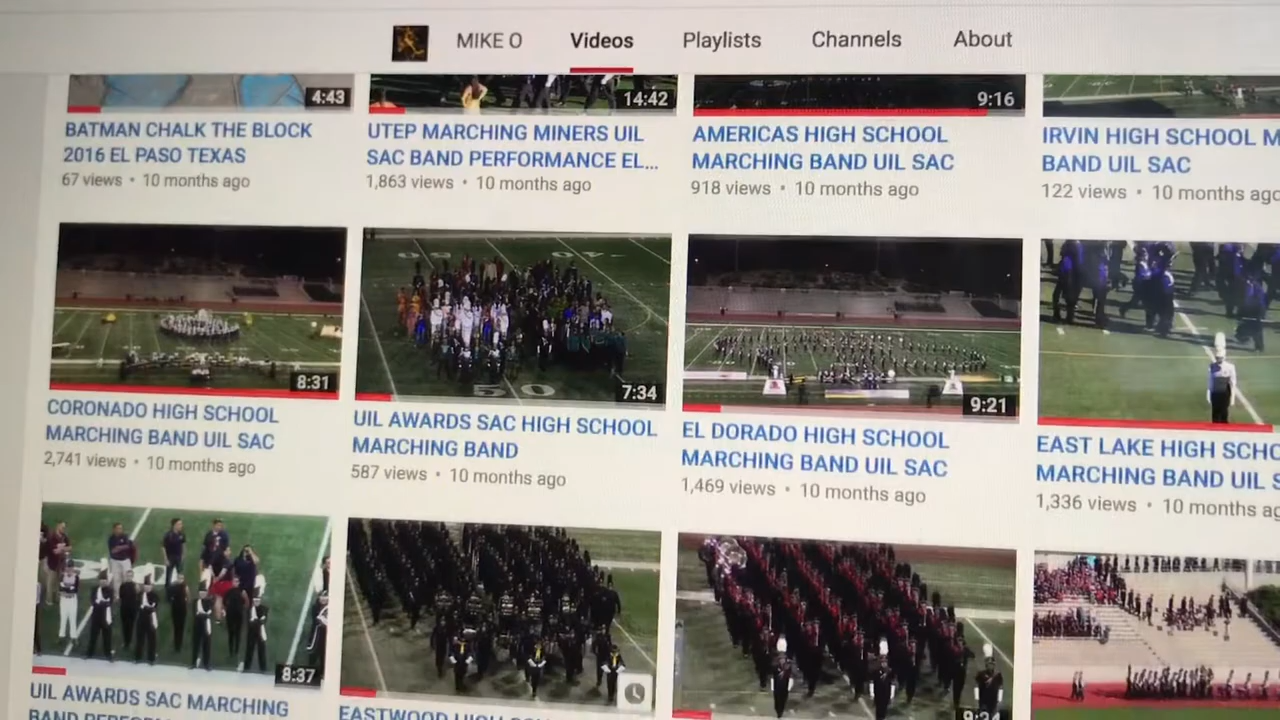 MIKE O Videos Playlists Channels About
4:43 14:42 9:16
BATMAN CHALK THE BLOCK
2016 EL PASO TEXAS
67 views • 10 months ago
UTEP MARCHING MINERS UIL
SAC BAND PERFORMANCE EL...
1,863 views • 10 months ago
AMERICAS HIGH SCHOOL
MARCHING BAND UIL SAC
918 views • 10 months ago
IRVIN HIGH SCHOOL M
BAND UIL SAC
122 views • 10 months ago
8:31
CORONADO HIGH SCHOOL
MARCHING BAND UIL SAC
2,741 views • 10 months ago
50
7:34
UIL AWARDS SAC HIGH SCHOOL
MARCHING BAND
587 views • 10 months ago
9:21
EL DORADO HIGH SCHOOL
MARCHING BAND UIL SAC
1,469 views • 10 months ago
EAST LAKE HIGH SCHO
MARCHING BAND UIL S
1,336 views • 10 months ag
8:37
UIL AWARDS SAC MARCHING
EASTWOOD HIGH
9:24